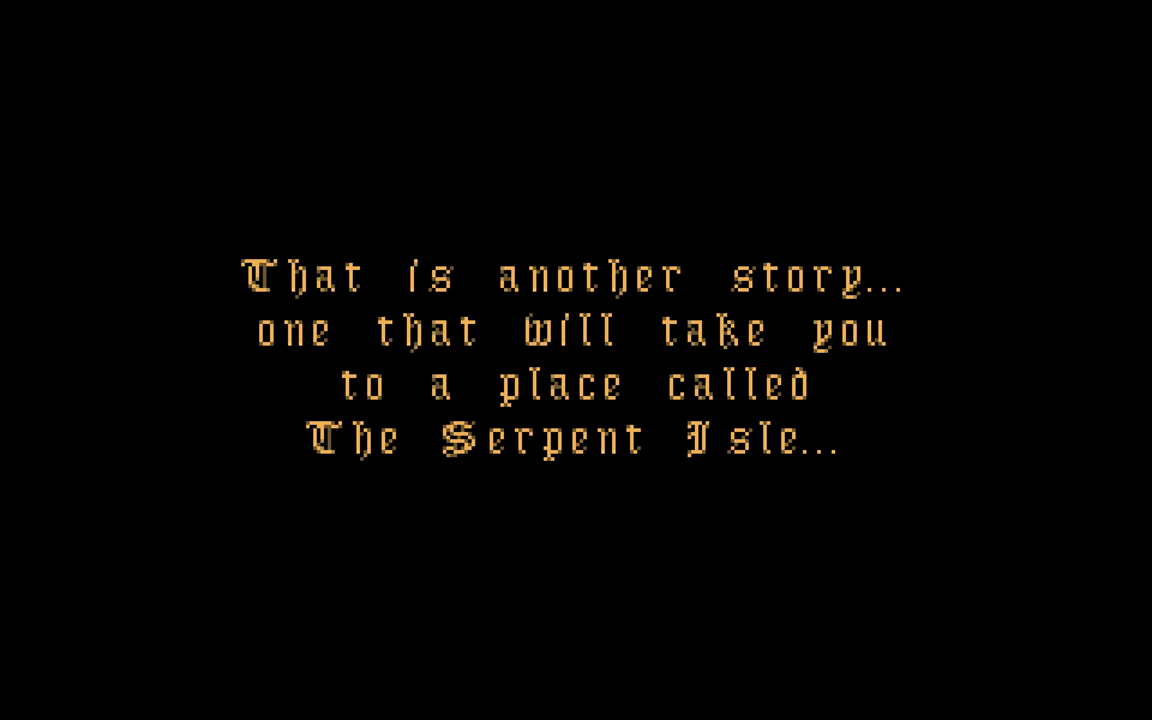 That is another story...
one that will take you
to a place called
The Serpent Isle...